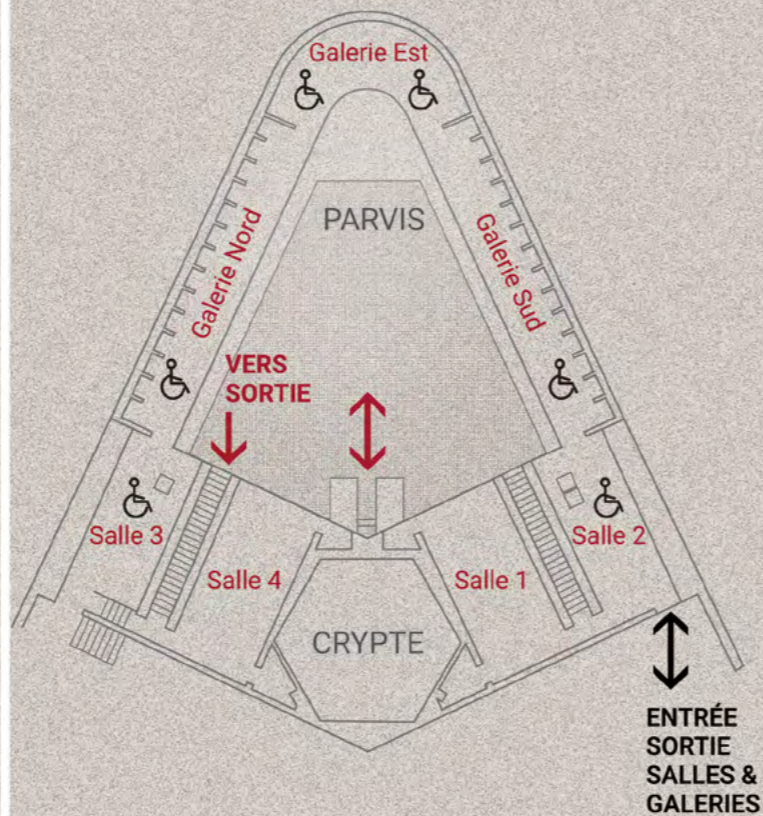 Galerie Est
PARVIS
Galerie Nord
Galerie Sud
VERS
SORTIE
Salle 3
Salle 2
Salle 4
Salle 1
CRYPTE
ENTRÉE
SORTIE
SALLES &
GALERIES